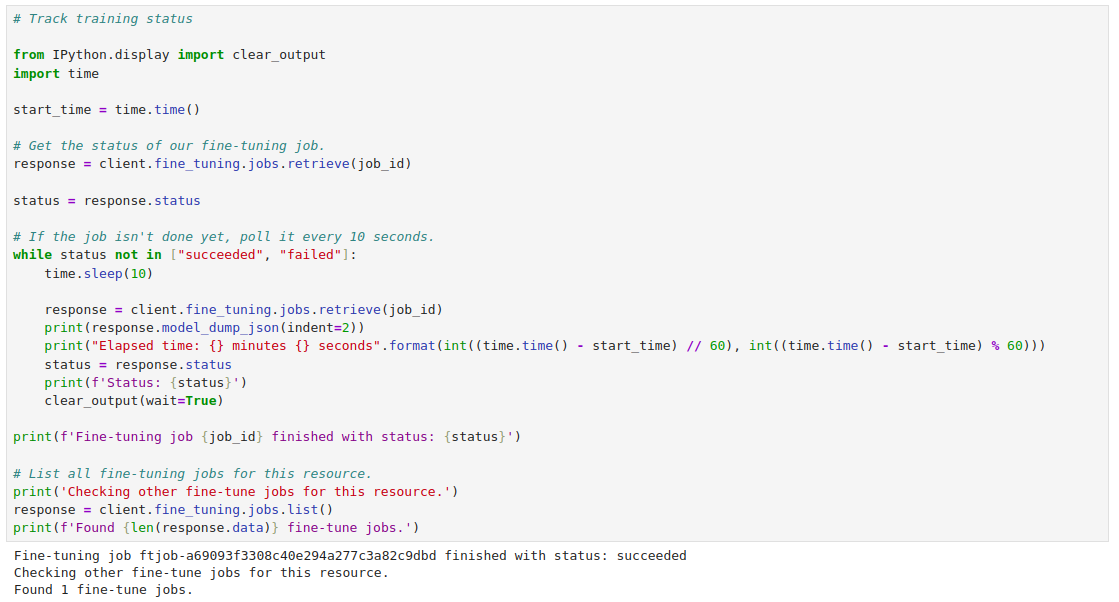 # Track training status

from IPython.display import clear_output
import time

start_time = time.time()

# Get the status of our fine-tuning job.
response = client.fine_tuning.jobs.retrieve(job_id)

status = response.status

# If the job isn't done yet, poll it every 10 seconds.
while status not in ["succeeded", "failed"]:
    time.sleep(10)

    response = client.fine_tuning.jobs.retrieve(job_id)
    print(response.model_dump_json(indent=2))
    print("Elapsed time: {} minutes {} seconds".format(int((time.time() - start_time) // 60), int((time.time() - start_time) % 60)))
    status = response.status
    print(f'Status: {status}')
    clear_output(wait=True)

print(f'Fine-tuning job {job_id} finished with status: {status}')

# List all fine-tuning jobs for this resource.
print('Checking other fine-tune jobs for this resource.')
response = client.fine_tuning.jobs.list()
print(f'Found {len(response.data)} fine-tune jobs.')
Fine-tuning job ftjob-a69093f3308c40e294a277c3a82c9dbd finished with status: succeeded
Checking other fine-tune jobs for this resource.
Found 1 fine-tune jobs.